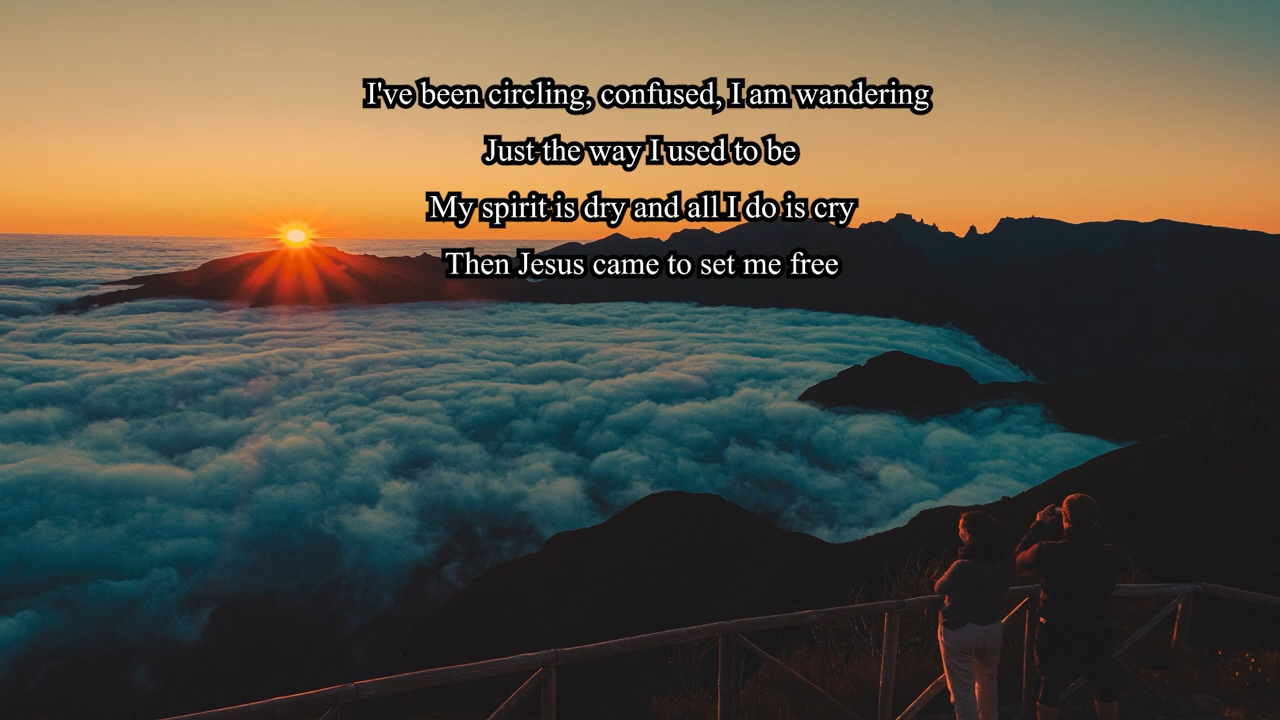 I've been circling, confused, I am wandering
Just the way I used to be
My spirit is dry and all I do is cry
Then Jesus came to set me free